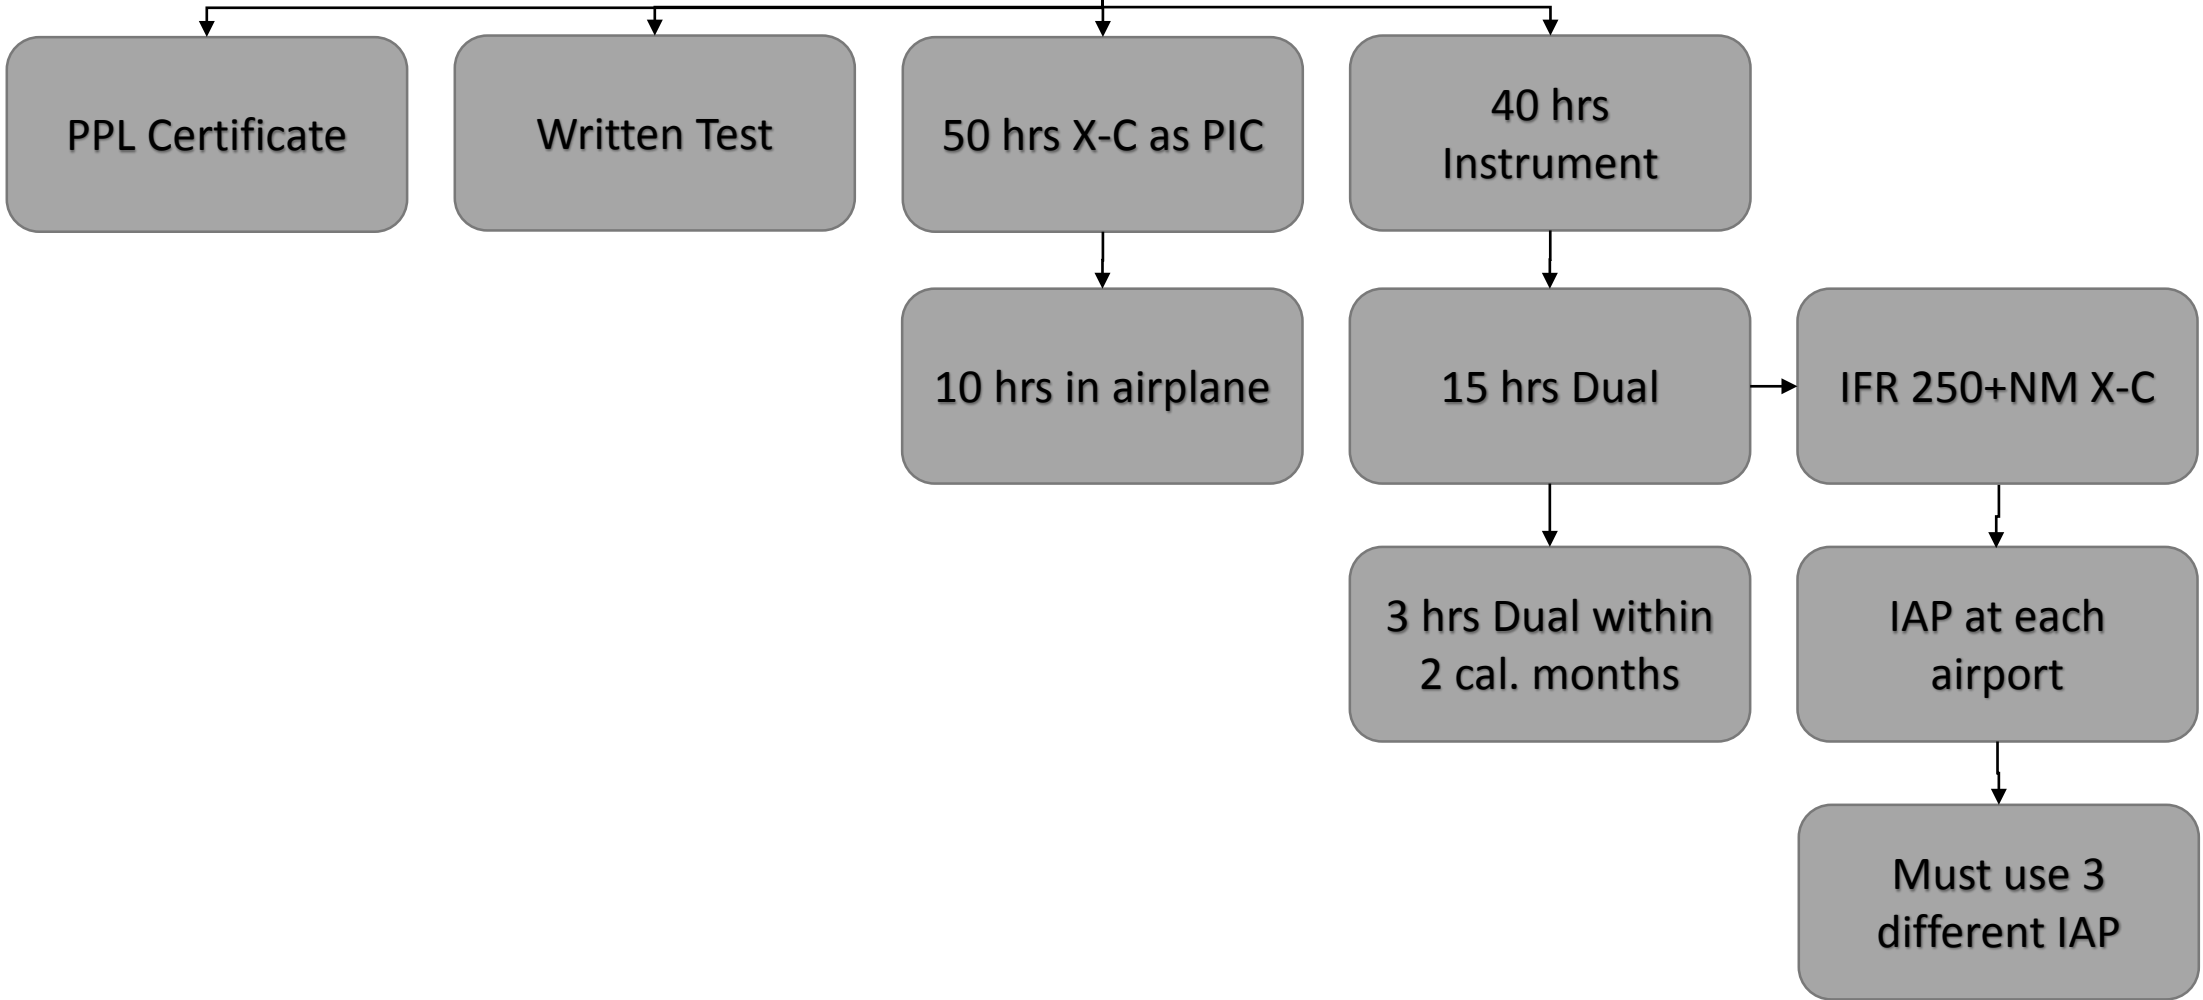 PPL Certificate
Written Test
50 hrs X-C as PIC
40 hrs
Instrument
10 hrs in airplane
15 hrs Dual
IFR 250+NM X-C
3 hrs Dual within
2 cal. months
IAP at each
airport
Must use 3
different IAP